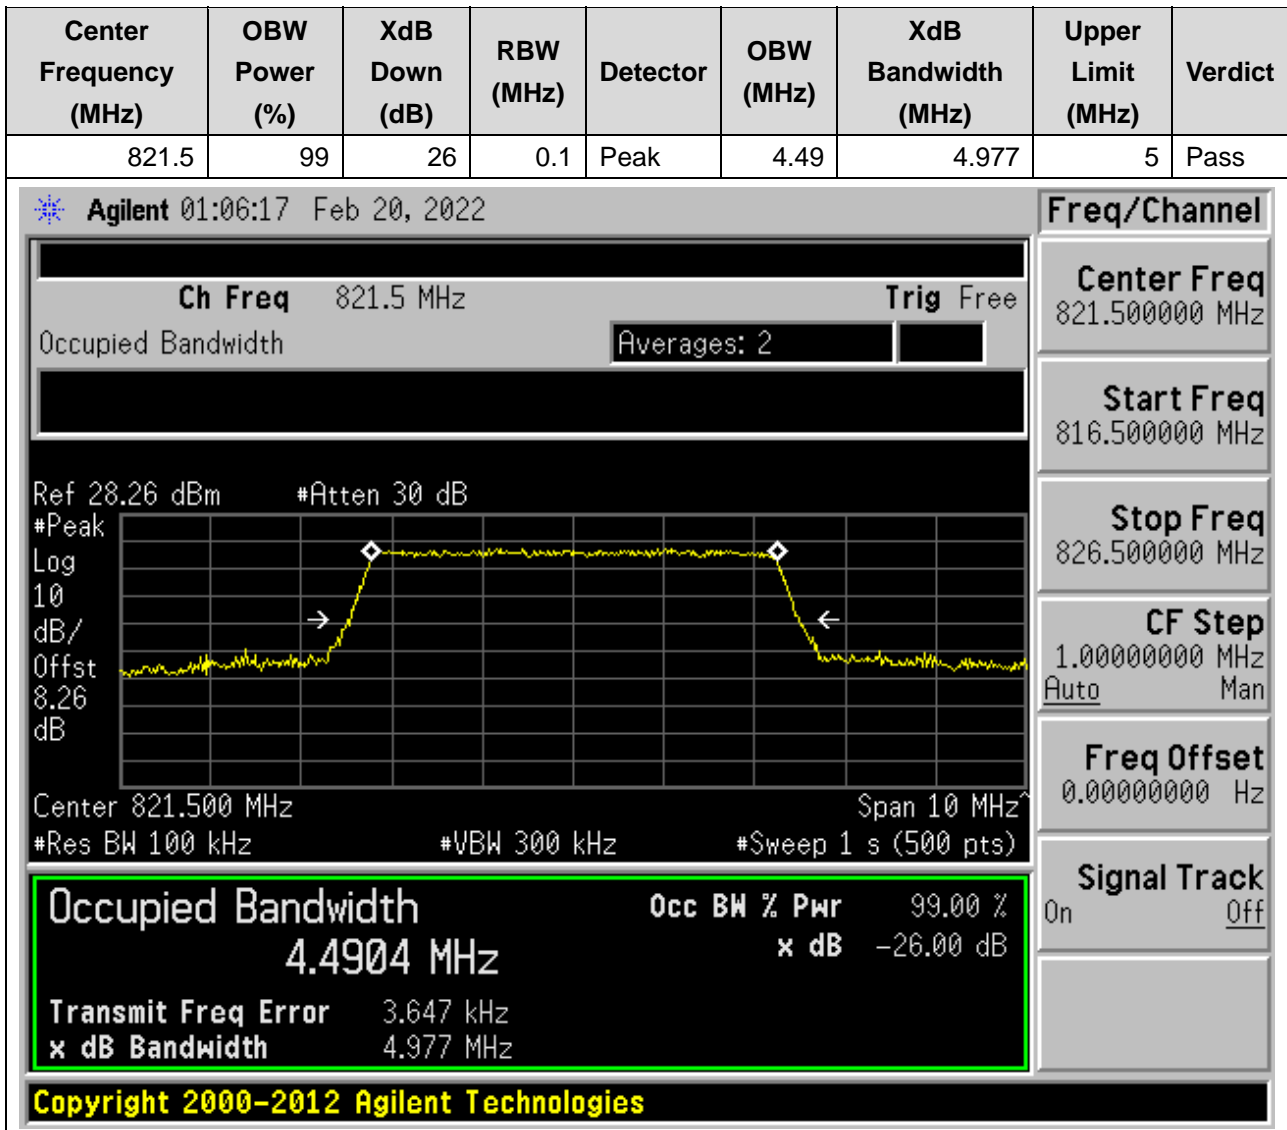 Center Frequency (MHz) OBW Power (%) XdB Down (dB) RBW (MHz) Detector OBW (MHz) XdB Bandwidth (MHz) Upper Limit (MHz) Verdict
821.5 99 26 0.1 Peak 4.49 4.977 5 Pass
Agilent 01:06:17 Feb 20, 2022
Freq/Channel
Ch Freq 821.5 MHz Trig Free
Occupied Bandwidth Averages: 2
Ref 28.26 dBm #Atten 30 dB
#Peak
Log
10
dB/
Offst
8.26
dB
Center 821.500 MHz Span 10 MHz^
#Res BW 100 kHz #VBW 300 kHz #Sweep 1 s (500 pts)
Occupied Bandwidth Occ BW % Pwr 99.00 %
4.4904 MHz x dB -26.00 dB
Transmit Freq Error 3.647 kHz
x dB Bandwidth 4.977 MHz
Center Freq
821.500000 MHz
Start Freq
816.500000 MHz
Stop Freq
826.500000 MHz
CF Step
1.00000000 MHz
Auto Man
Freq Offset
0.00000000 Hz
Signal Track
On Off
Copyright 2000-2012 Agilent Technologies